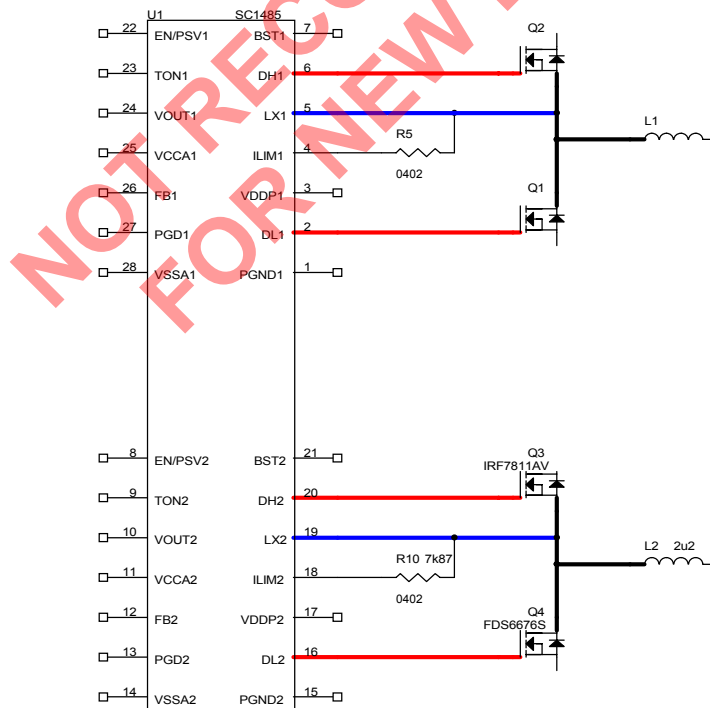 U1 SC1485
22 EN/PSV1 BST1 7
23 TON1 DH1 6
24 VOUT1 LX1 5
25 VCCA1 ILIM1 4
26 FB1 VDDP1 3
27 PGD1 DL1 2
28 VSSA1 PGND1 1
Q2
L1
R5
0402
Q1
8 EN/PSV2 BST2 21
9 TON2 DH2 20
10 VOUT2 LX2 19
11 VCCA2 ILIM2 18
12 FB2 VDDP2 17
13 PGD2 DL2 16
14 VSSA2 PGND2 15
Q3
IRF7811AV
L2 2u2
R10 7k87
0402
Q4
FDS6676S
NOT
FOR NEW